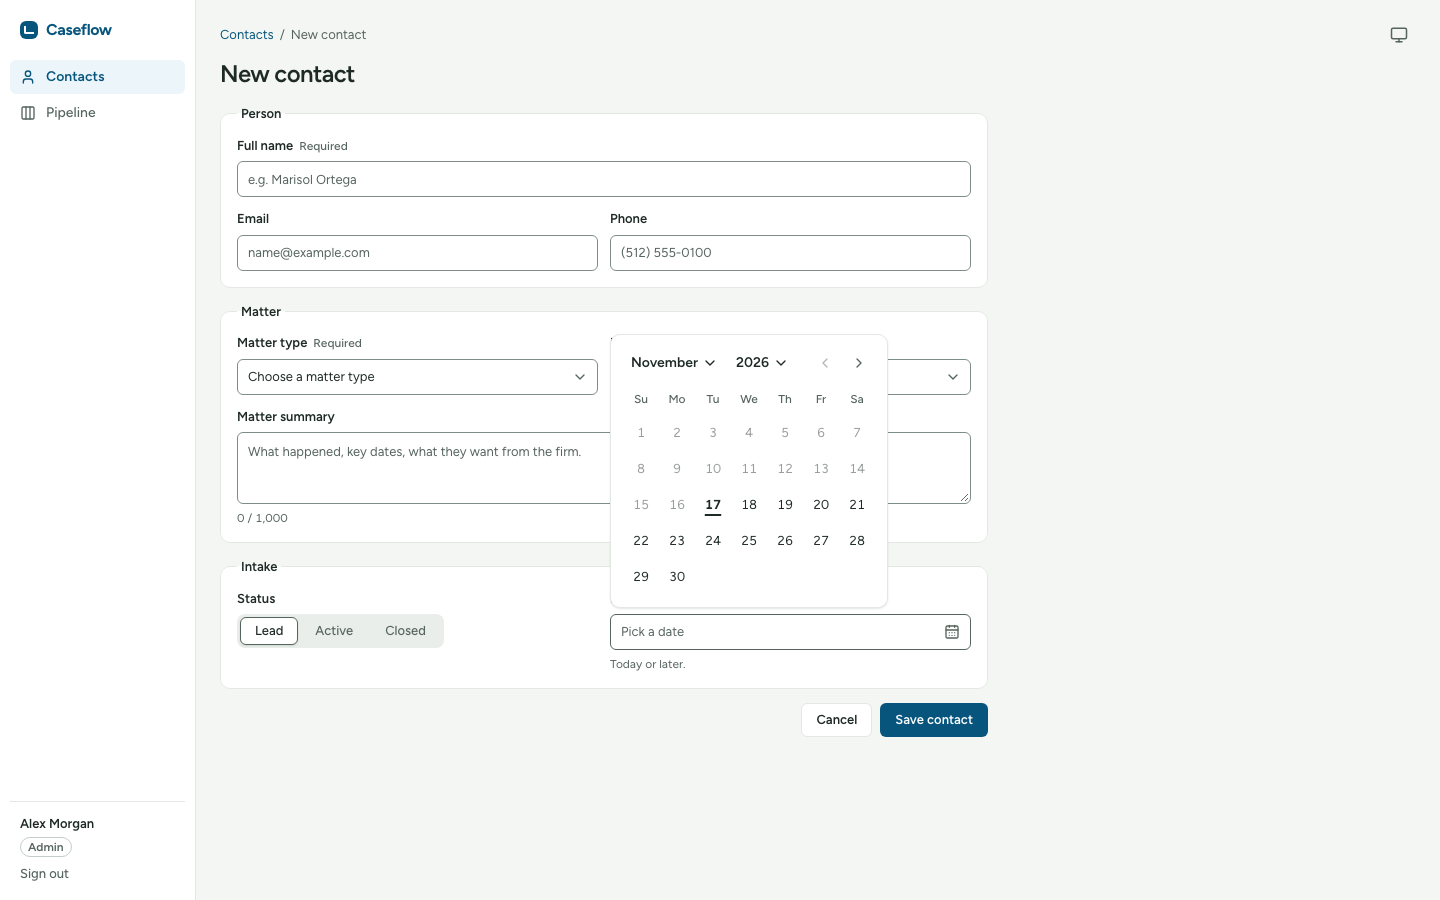 Caseflow
Contacts
Pipeline
Alex Morgan
Admin
Sign out
Contacts / New contact
New contact
Person
Full name Required
e.g. Marisol Ortega
Email
Phone
name@example.com
(512) 555-0100
Matter
Matter type Required
Choose a matter type
Matter summary
What happened, key dates, what they want from the firm.
0 / 1,000
November 2026
Su Mo Tu We Th Fr Sa
1 2 3 4 5 6 7
8 9 10 11 12 13 14
15 16 17 18 19 20 21
22 23 24 25 26 27 28
29 30
Intake
Status
Lead Active Closed
Pick a date
Today or later.
Cancel Save contact